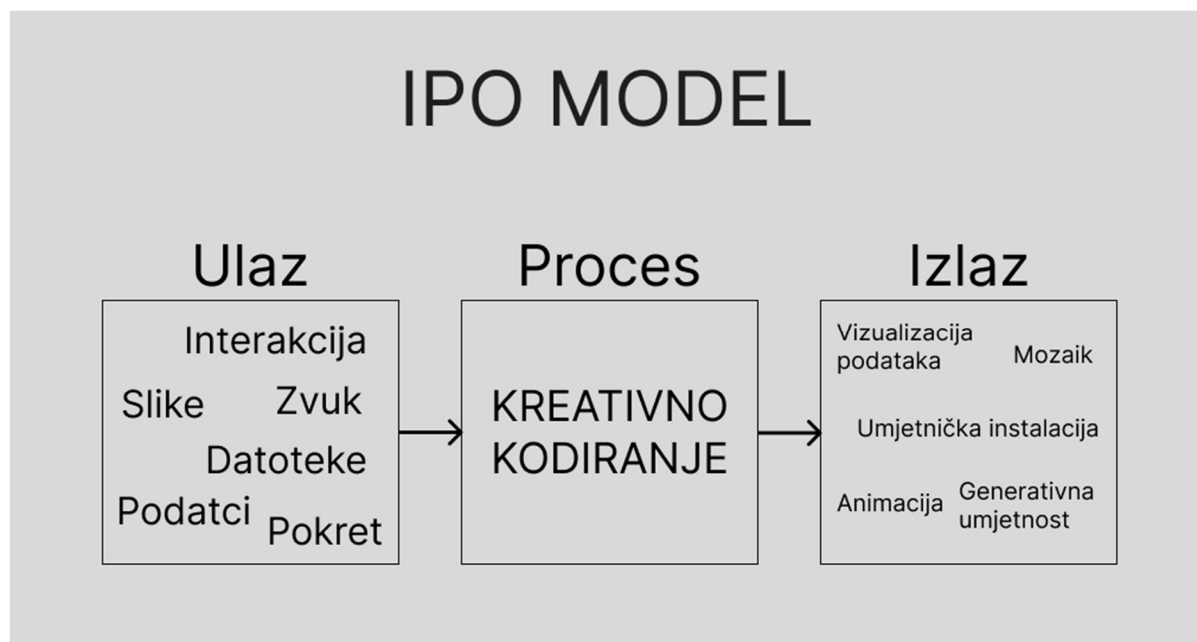 IPO MODEL
Ulaz
Interakcija
Slike
Zvuk
Datoteke
Podatci
Pokret
Proces
KREATIVNO
KODIRANJE
Izlaz
Vizualizacija
podataka
Mozaik
Umjetnička instalacija
Animacija
Generativna
umjetnost